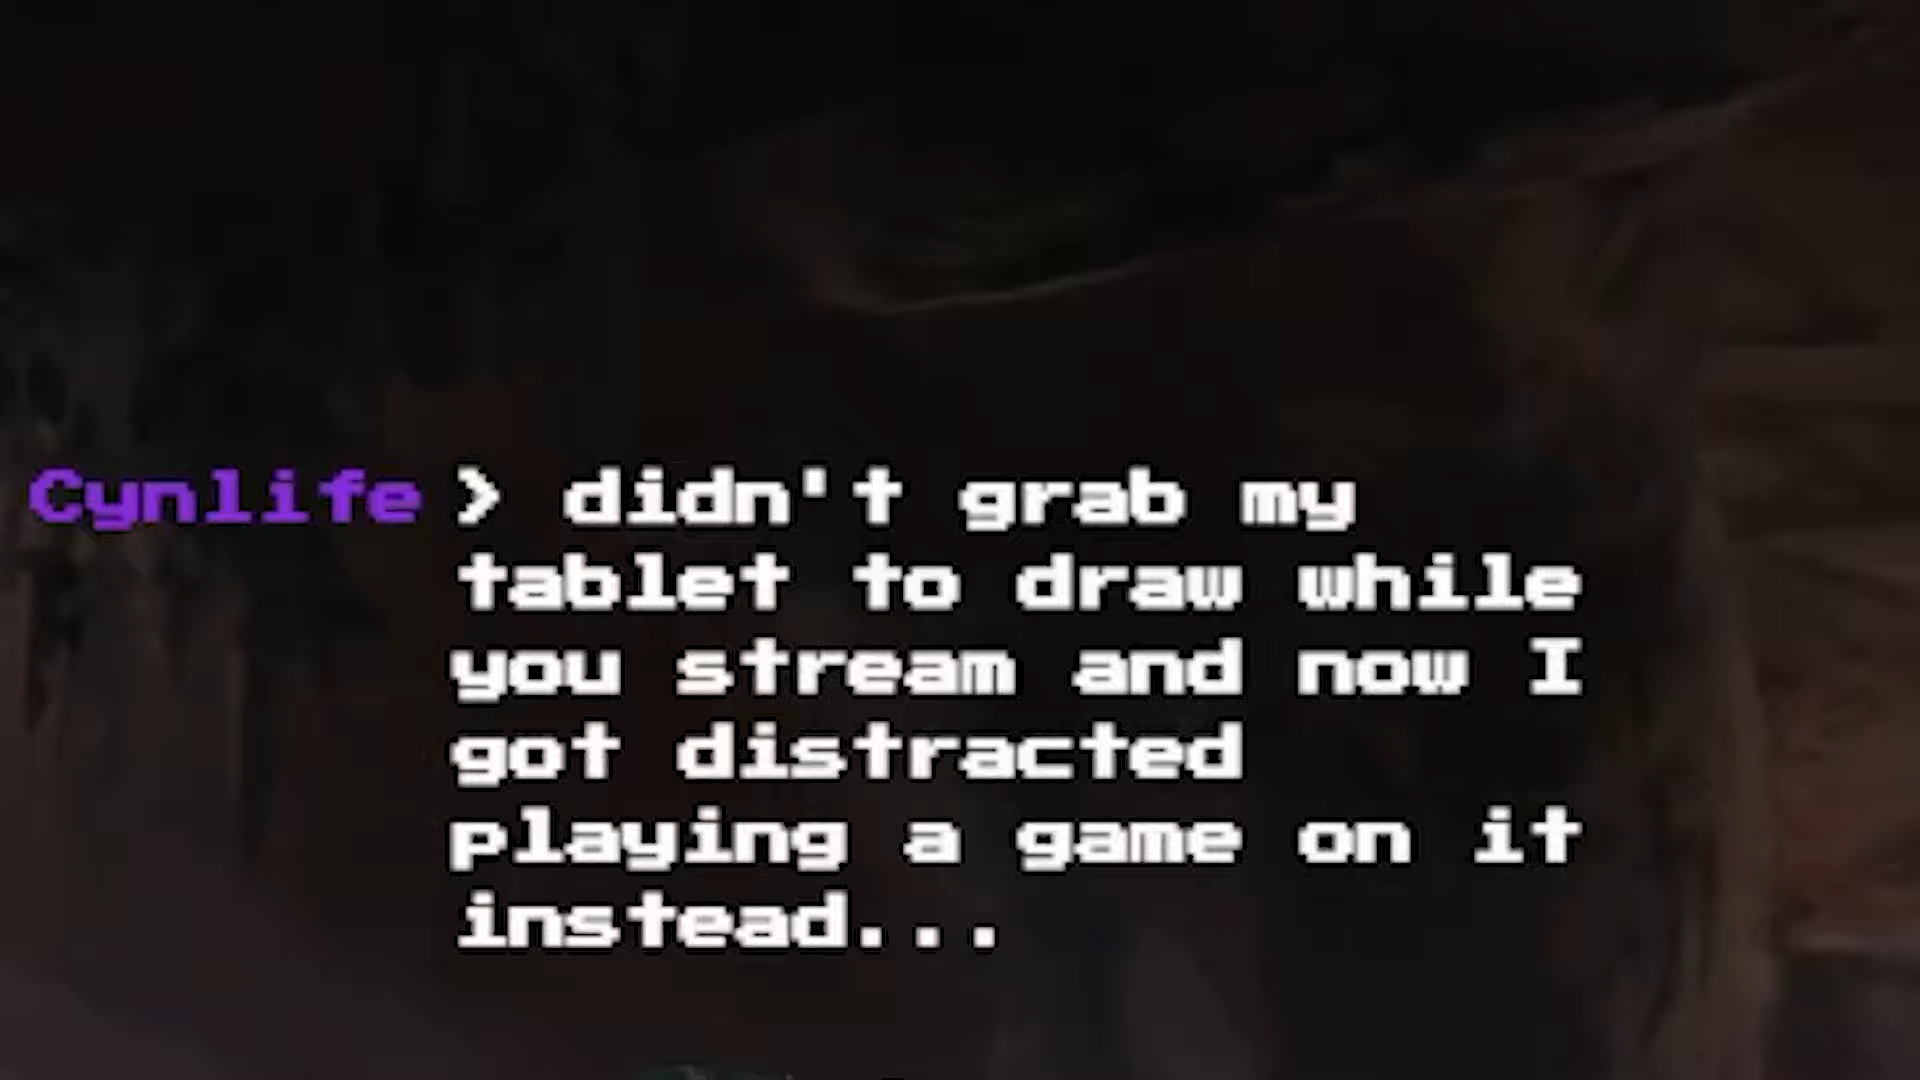 Cynlife > didn't grab my
tablet to draw while
you stream and now I
got distracted
playing a game on it
instead...